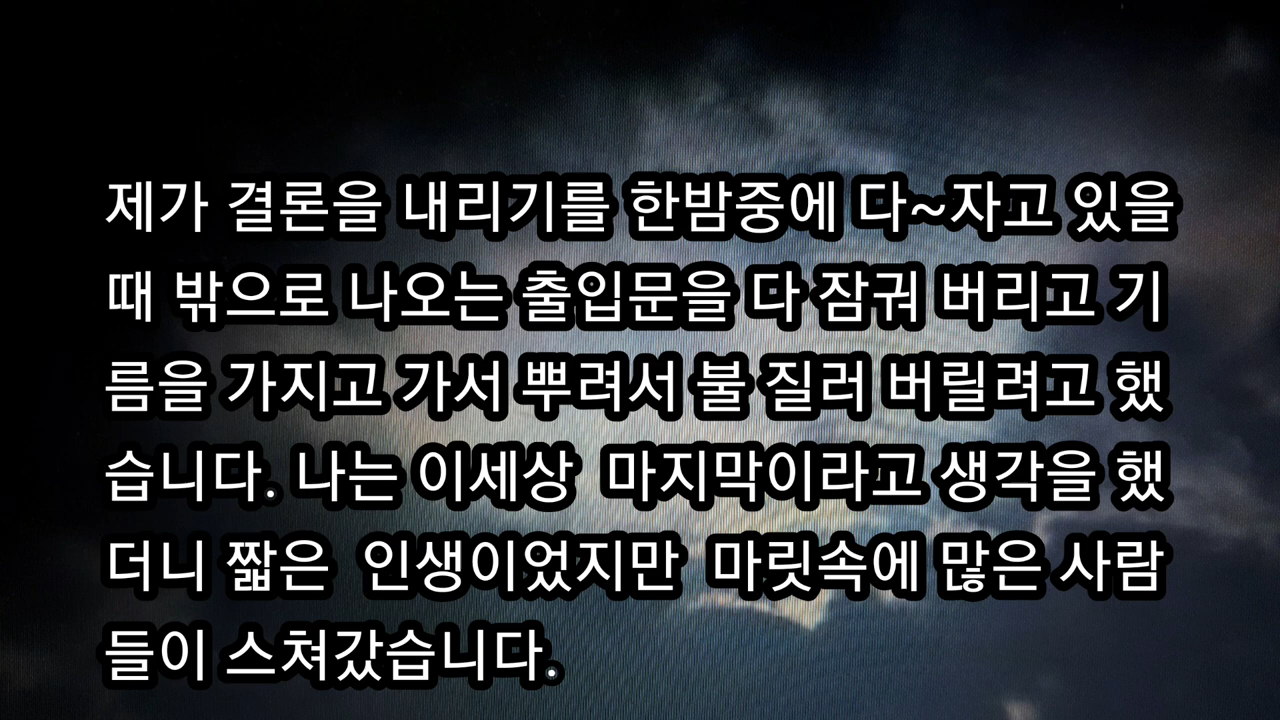 제가 결론을 내리기를 한밤중에 다~자고 있을
때 밖으로 나오는 출입문을 다 잠궈 버리고 기
름을 가지고 가서 뿌려서 불 질러 버릴려고 했
습니다. 나는 이세상 마지막이라고 생각을 했
더니 짧은 인생이었지만 마릿속에 많은 사람
들이 스쳐갔습니다.